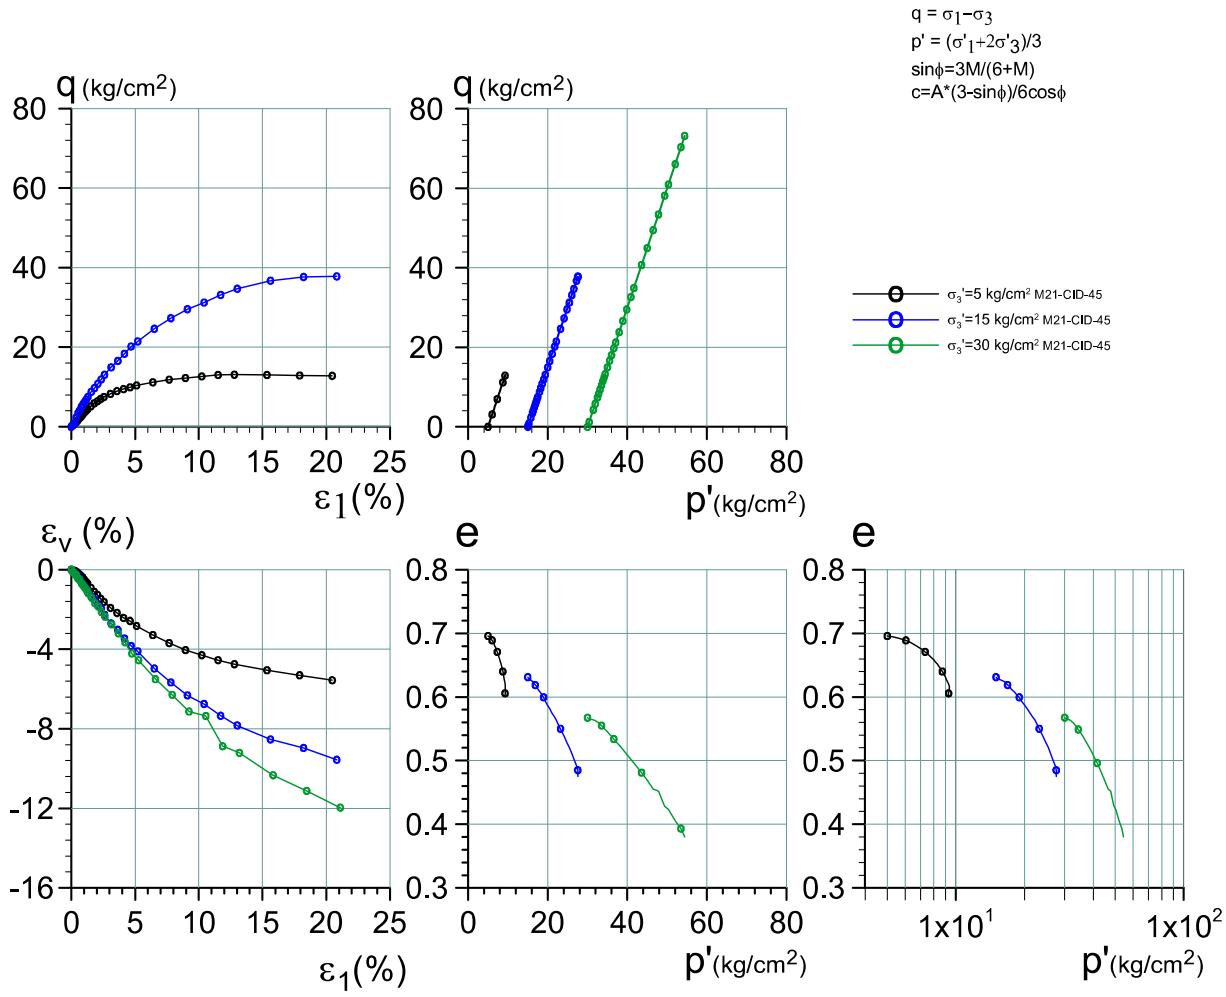 q = σ1−σ3
p' = (σ'1+2σ'3)/3
sinϕ=3M/(6+M)
c=A*(3-sinϕ)/6cosϕ
q (kg/cm²)
80
60
40
20
0
0 5 10 15 20 25
ε1(%)
q (kg/cm²)
80
60
40
20
0
0 20 40 60 80
p' (kg/cm²)
σ3'=5 kg/cm² M21-CID-45
σ3'=15 kg/cm² M21-CID-45
σ3'=30 kg/cm² M21-CID-45
εv (%)
0
-4
-8
-12
-16
0 5 10 15 20 25
ε1(%)
e
0.8
0.7
0.6
0.5
0.4
0.3
0 20 40 60 80
p' (kg/cm²)
e
0.8
0.7
0.6
0.5
0.4
0.3
1x10¹ 1x10²
p' (kg/cm²)